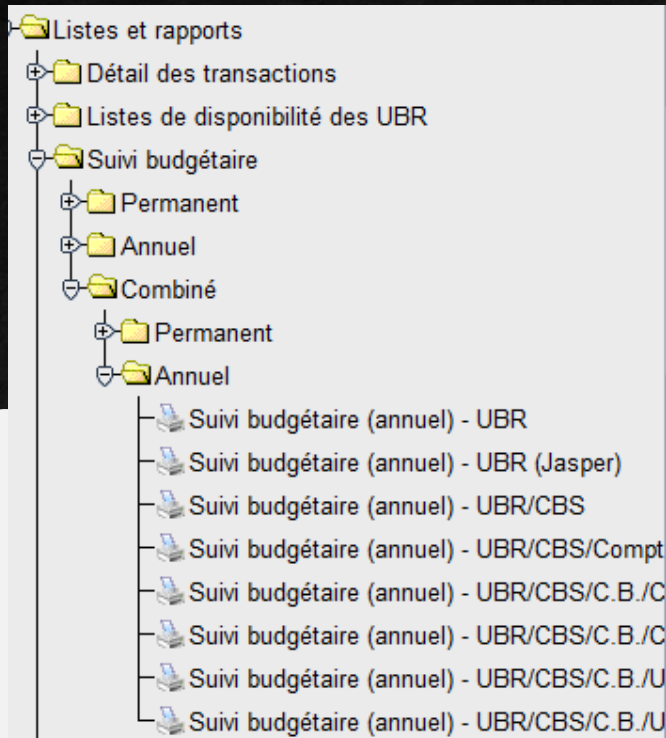 Listes et rapports
Détail des transactions
Listes de disponibilité des UBR
Suivi budgétaire
Permanent
Annuel
Combiné
Permanent
Annuel
Suivi budgétaire (annuel) - UBR
Suivi budgétaire (annuel) - UBR (Jasper)
Suivi budgétaire (annuel) - UBR/CBS
Suivi budgétaire (annuel) - UBR/CBS/Compt
Suivi budgétaire (annuel) - UBR/CBS/C.B./C
Suivi budgétaire (annuel) - UBR/CBS/C.B./C
Suivi budgétaire (annuel) - UBR/CBS/C.B./U
Suivi budgétaire (annuel) - UBR/CBS/C.B./U